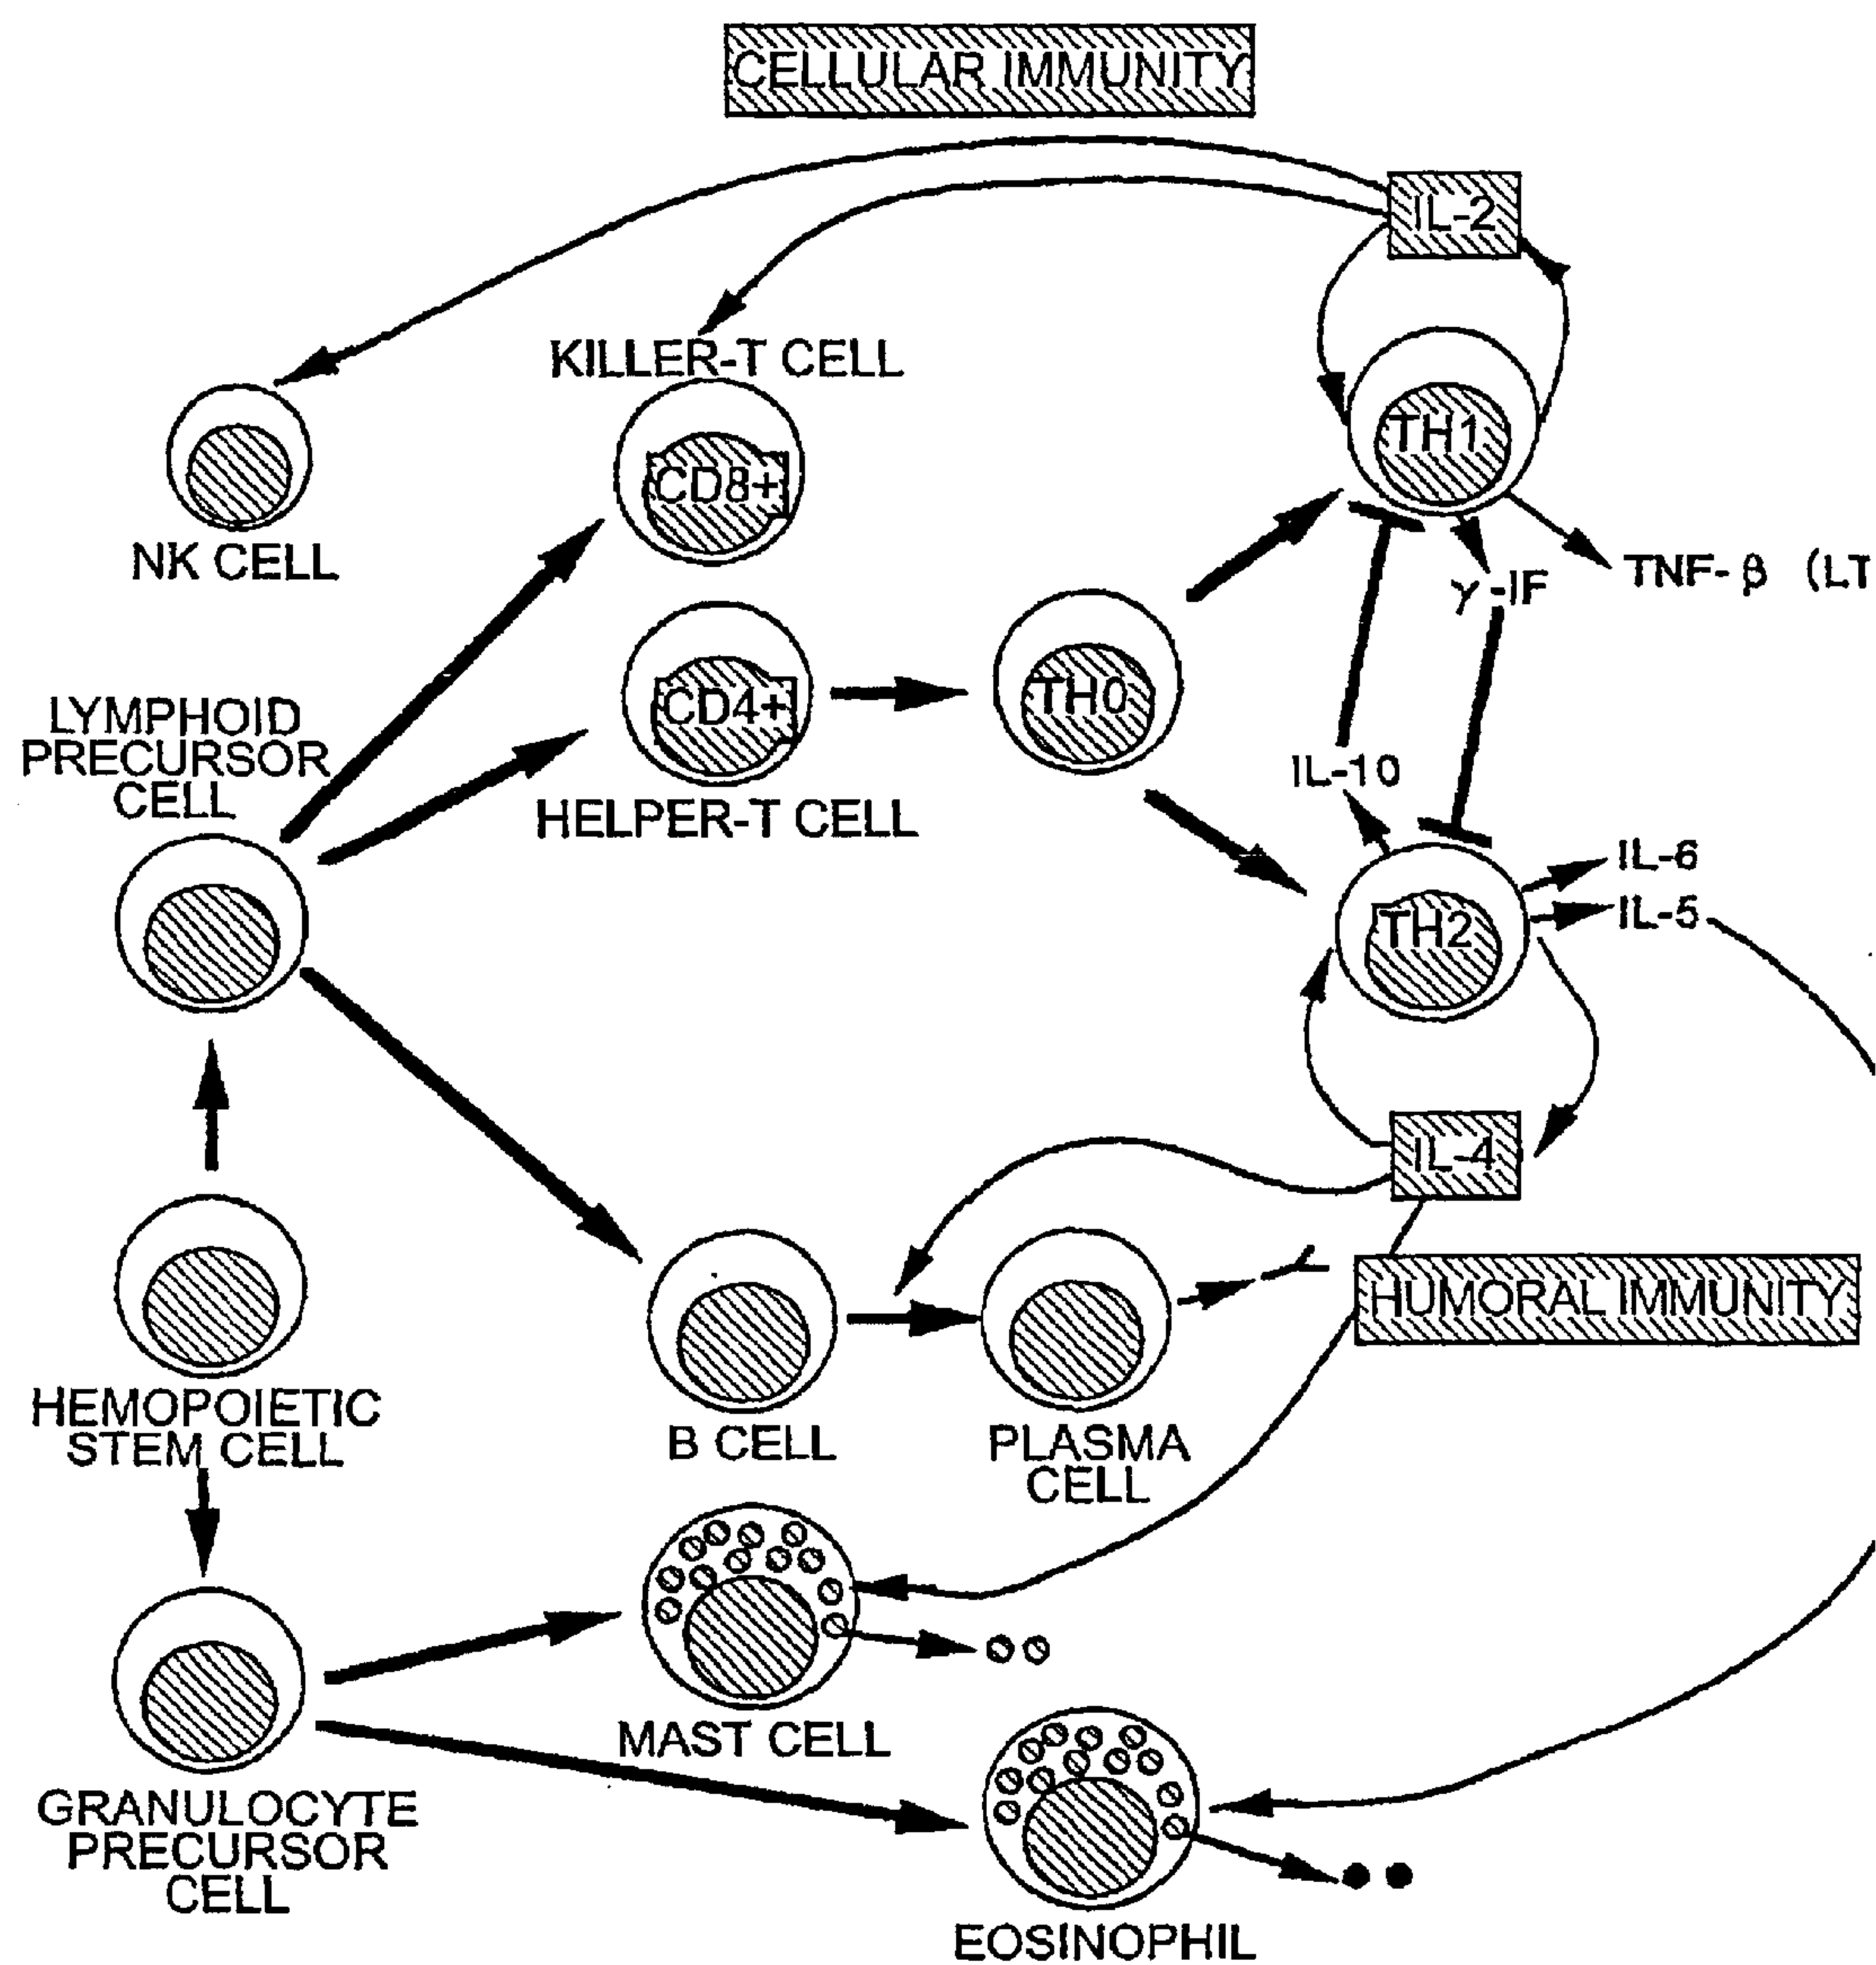 CELLULAR IMMUNITY
IL-2
KILLER-T CELL
TH1
CD8+
NK CELL
TNF-β (LT
γ-IF
CD4+
TH0
LYMPHOID
PRECURSOR
CELL
IL-10
HELPER-T CELL
IL-6
IL-5
TH2
IL-4
HUMORAL IMMUNITY
HEMOPOIETIC
STEM CELL
B CELL
PLASMA
CELL
MAST CELL
GRANULOCYTE
PRECURSOR
CELL
EOSINOPHIL